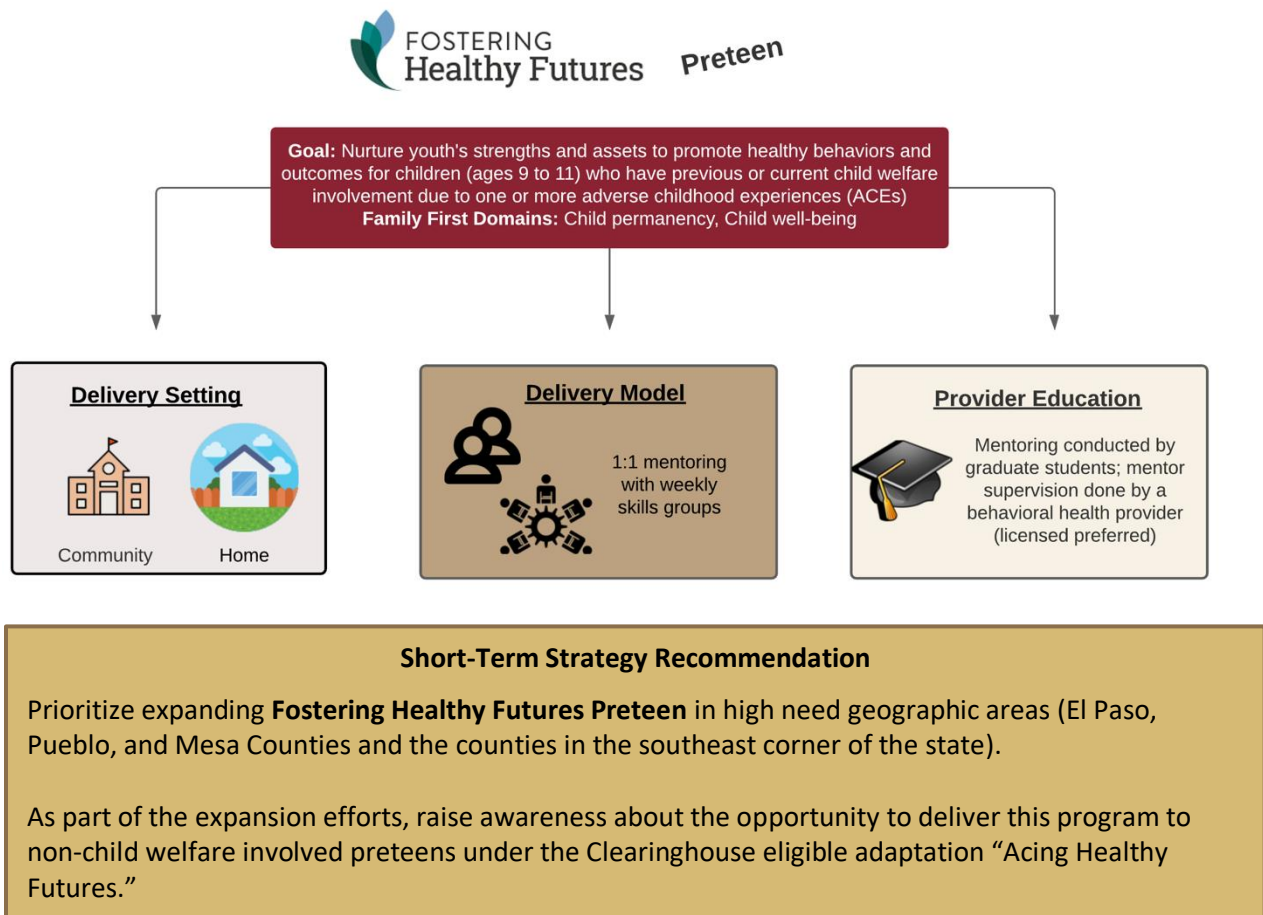 FOSTERING
Healthy Futures
Preteen
Goal: Nurture youth's strengths and assets to promote healthy behaviors and
outcomes for children (ages 9 to 11) who have previous or current child welfare
involvement due to one or more adverse childhood experiences (ACEs)
Family First Domains: Child permanency, Child well-being
Delivery Setting
Community
Home
Delivery Model
1:1 mentoring
with weekly
skills groups
Provider Education
Mentoring conducted by
graduate students; mentor
supervision done by a
behavioral health provider
(licensed preferred)
Short-Term Strategy Recommendation
Prioritize expanding Fostering Healthy Futures Preteen in high need geographic areas (El Paso,
Pueblo, and Mesa Counties and the counties in the southeast corner of the state).
As part of the expansion efforts, raise awareness about the opportunity to deliver this program to
non-child welfare involved preteens under the Clearinghouse eligible adaptation “Acing Healthy
Futures.”